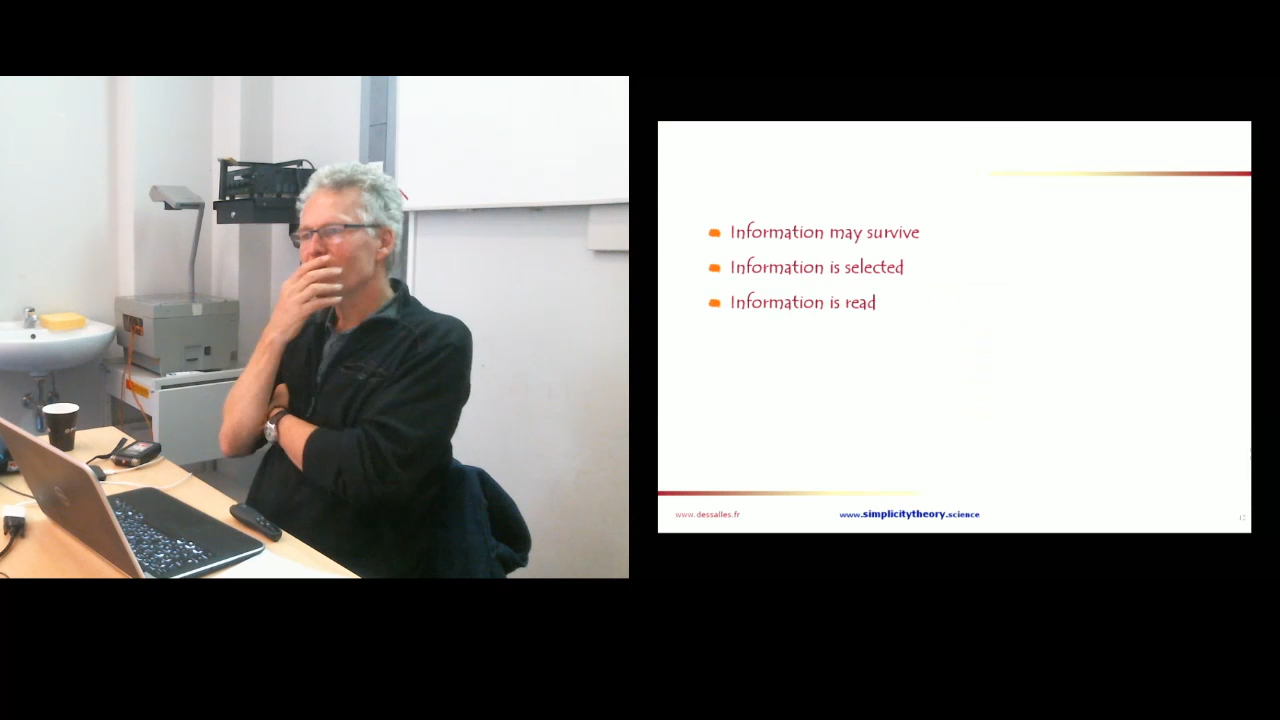 Information may survive
Information is selected
Information is read
www.dessalles.fr
www.simplicitytheory.science